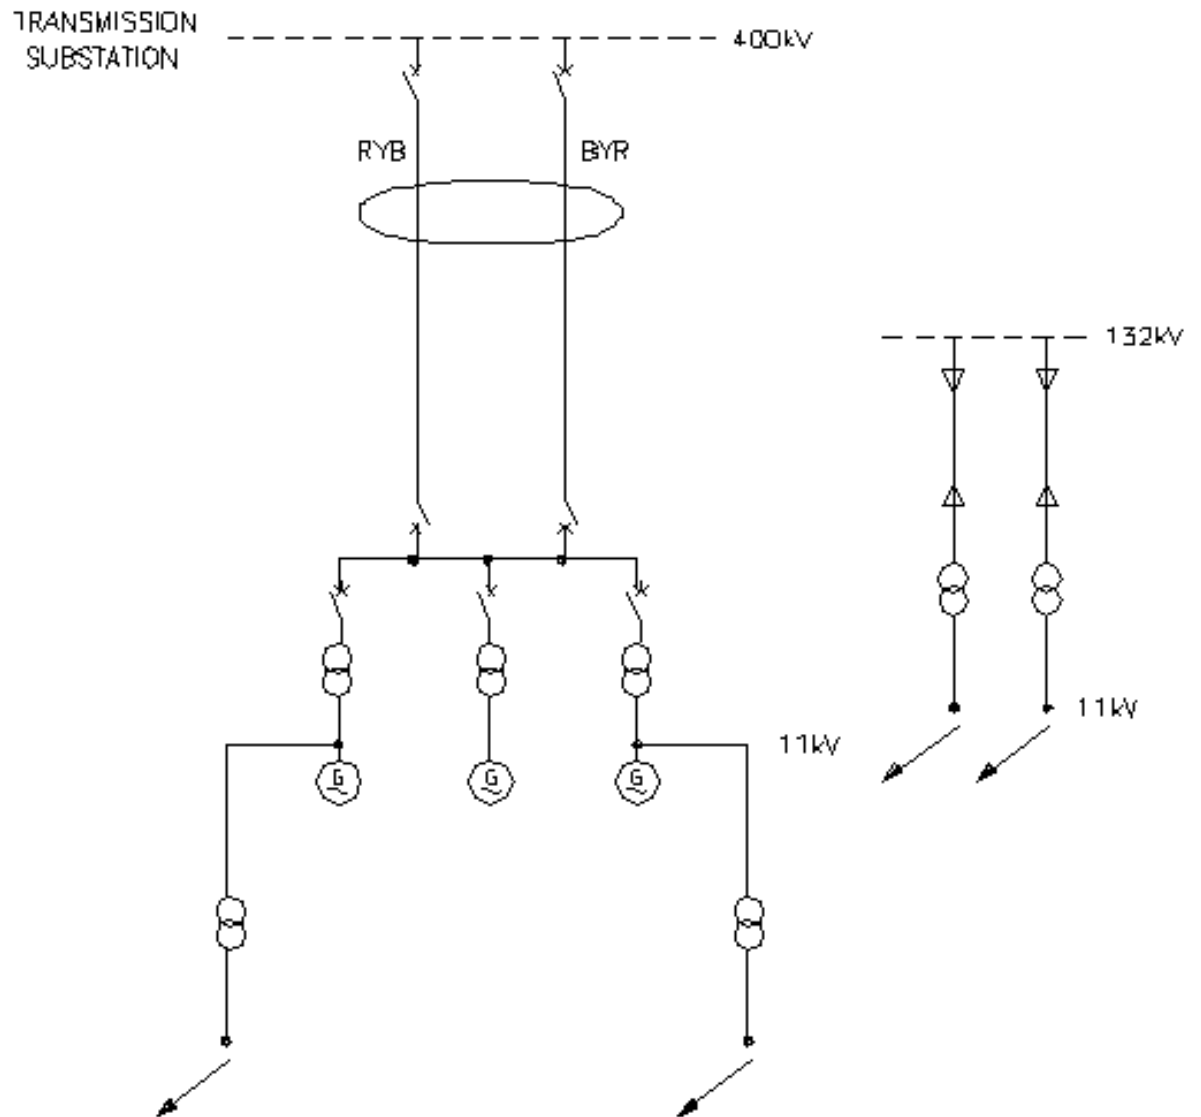 TRANSMISSION
SUBSTATION
400kV
RYB
BYR
132kV
11kV
11kV
G
G
G